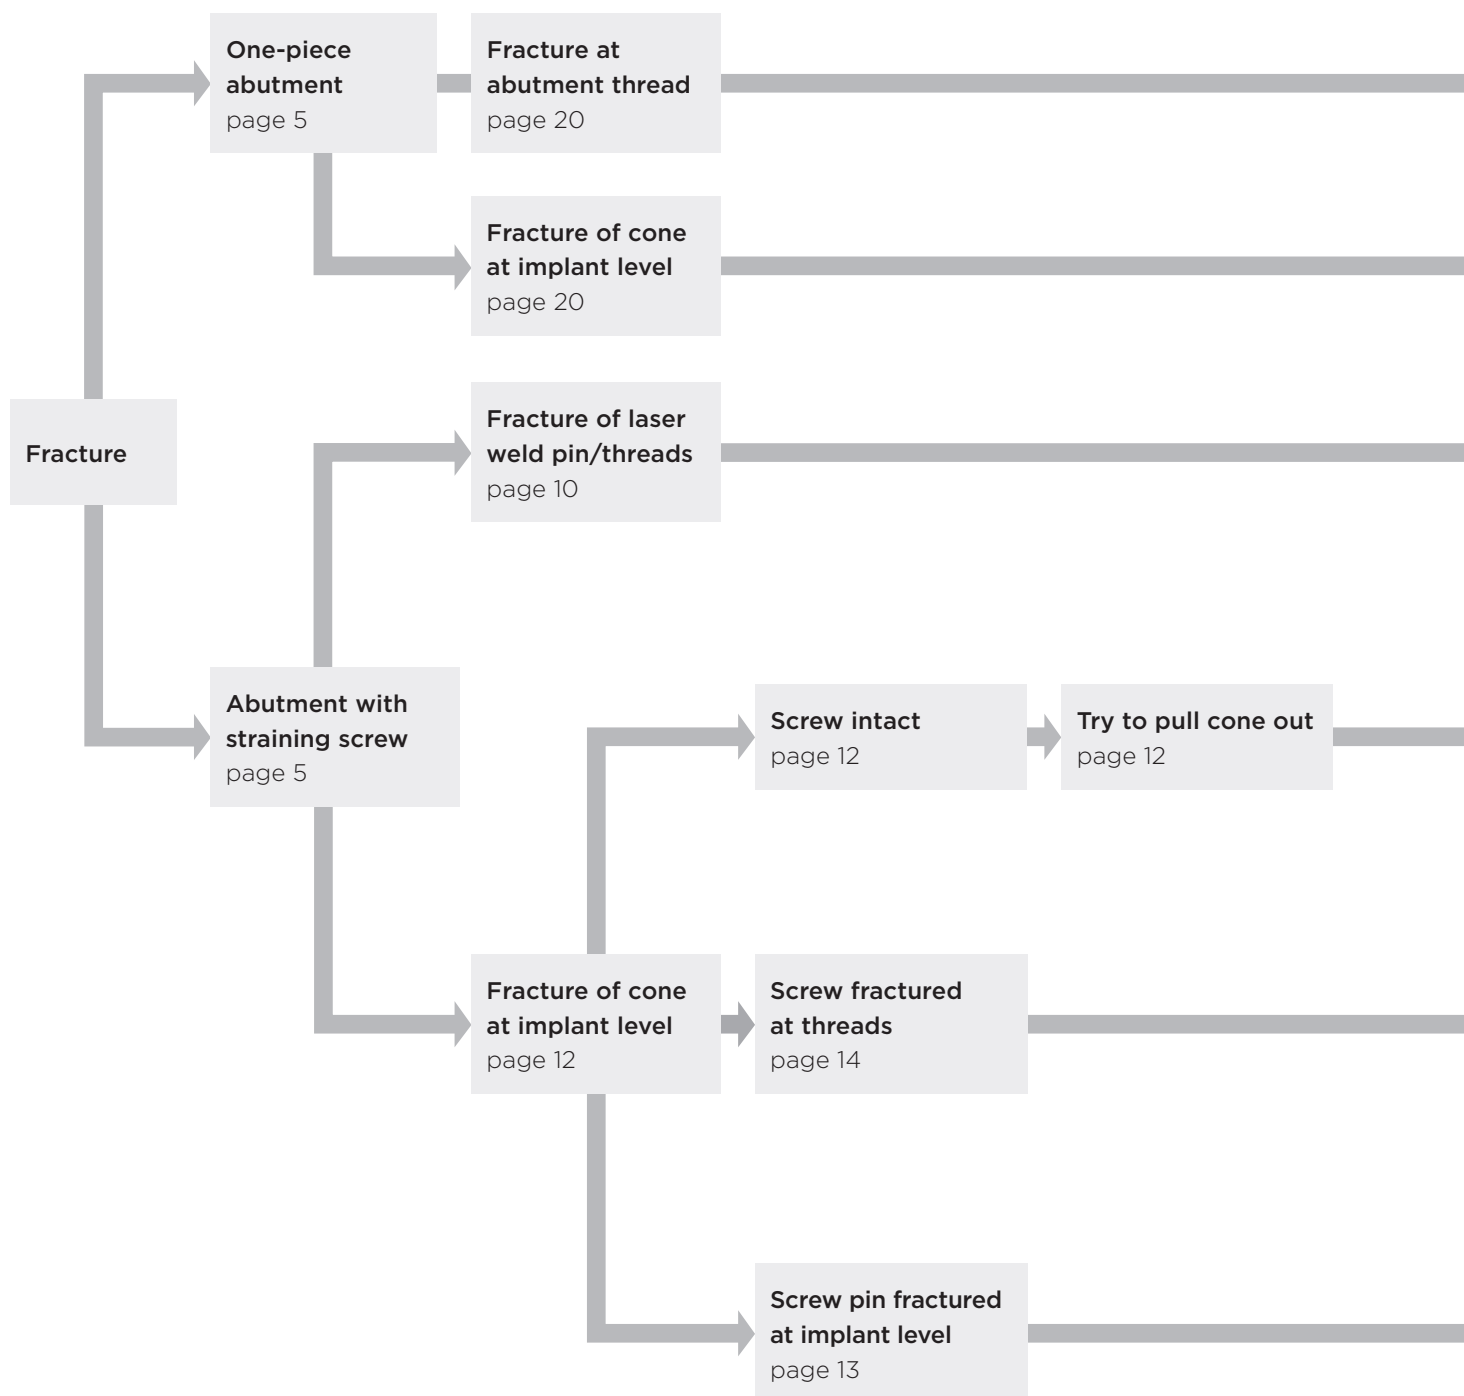 One-piece
abutment
page 5
Fracture at
abutment thread
page 20
Fracture of cone
at implant level
page 20
Fracture
Fracture of laser
weld pin/threads
page 10
Abutment with
straining screw
page 5
Screw intact
page 12
Try to pull cone out
page 12
Fracture of cone
at implant level
page 12
Screw fractured
at threads
page 14
Screw pin fractured
at implant level
page 13